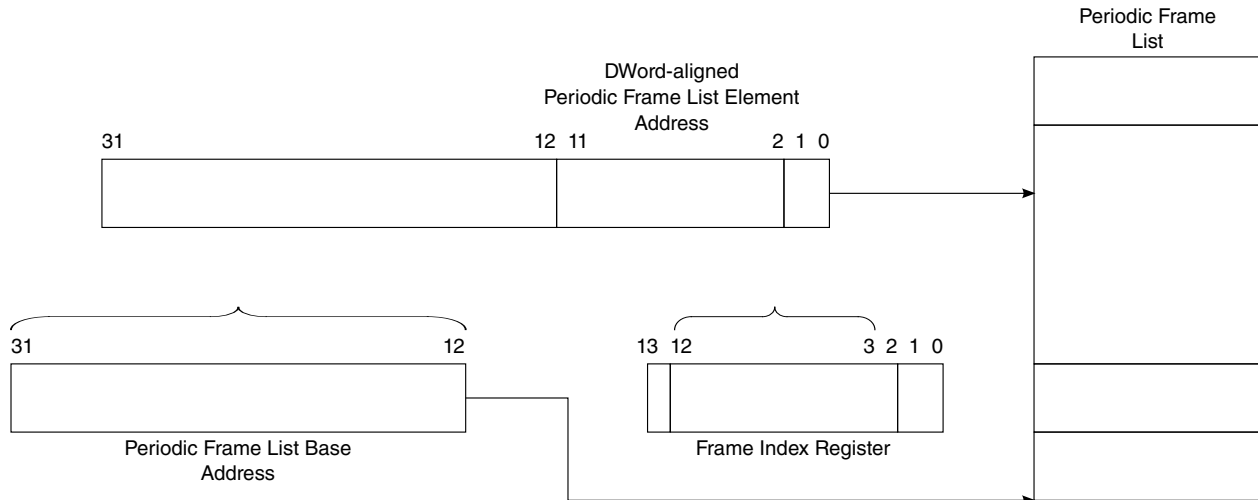 Periodic Frame
List
DWord-aligned
Periodic Frame List Element
Address
31 12 11 2 1 0
31 12 13 12 3 2 1 0
Periodic Frame List Base
Address
Frame Index Register